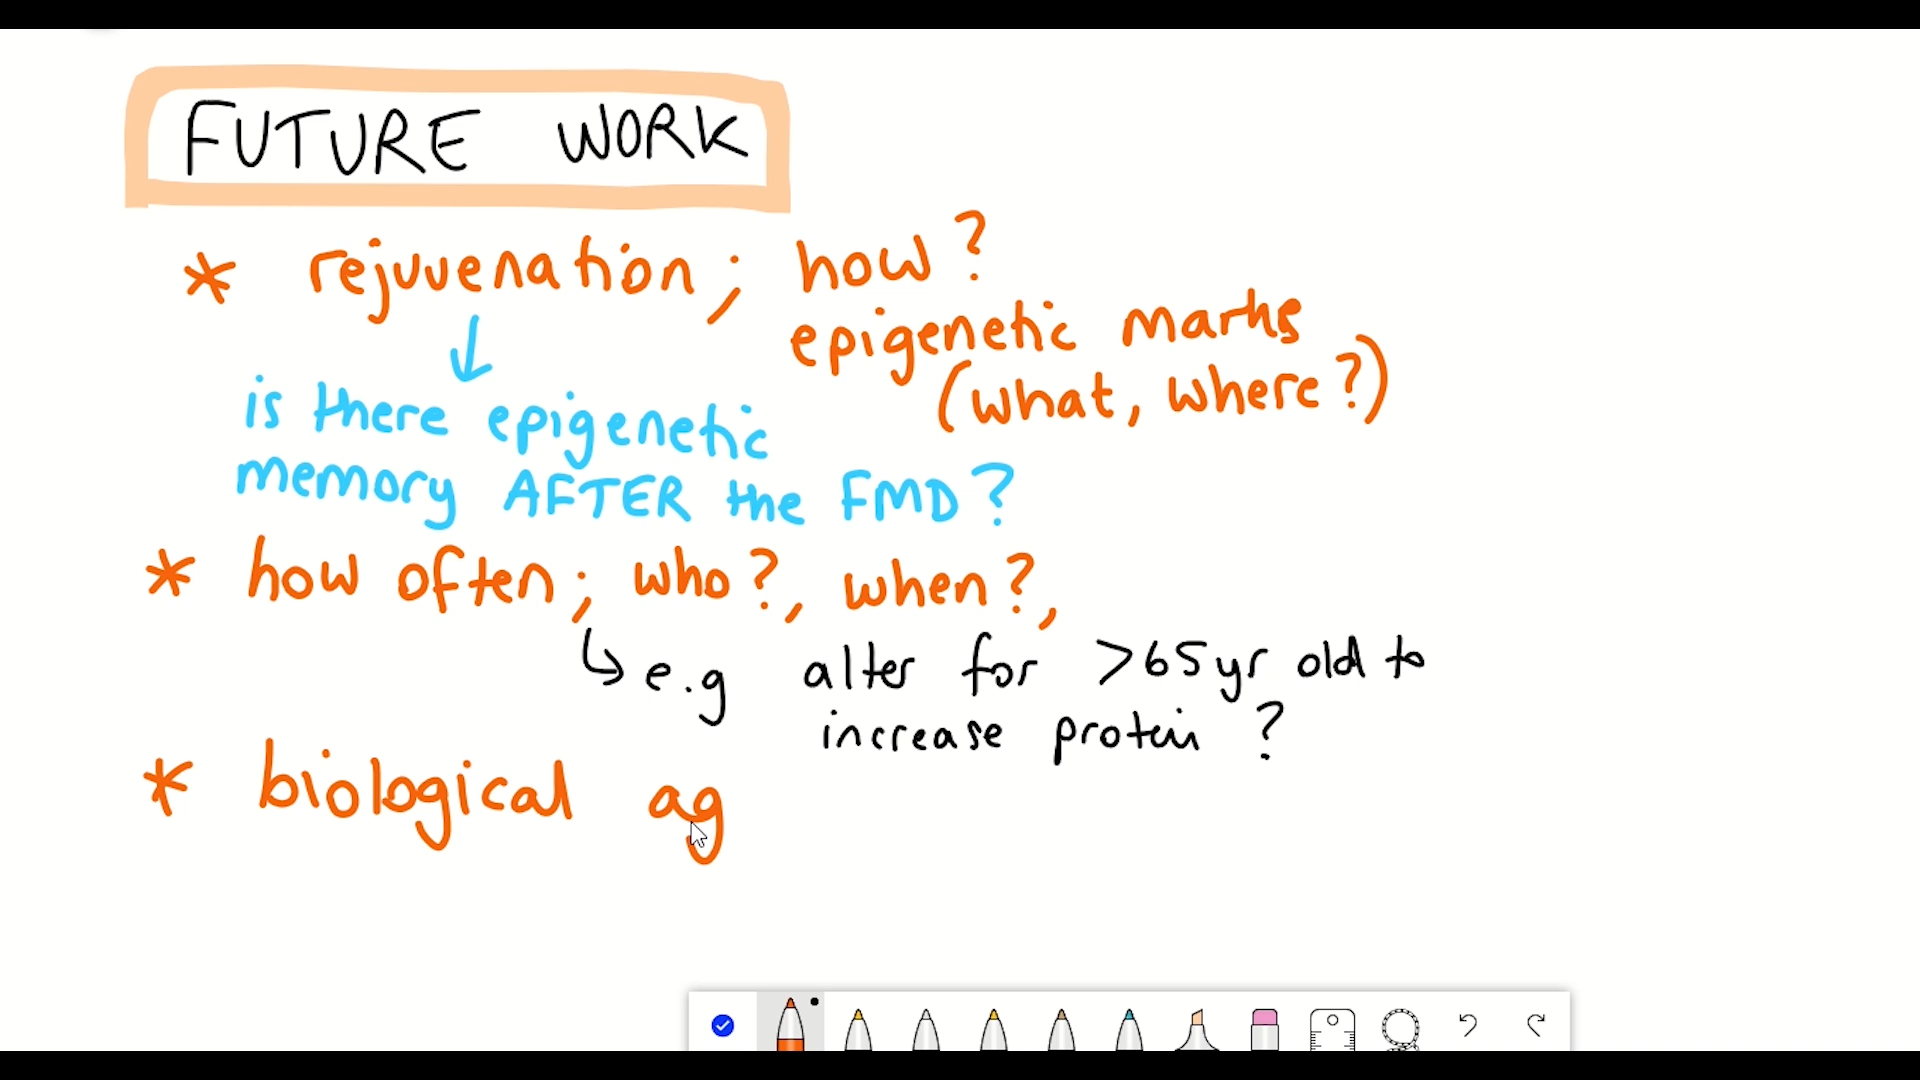 FUTURE WORK
* rejuvenation; how?
epigenetic marks
(what, where?)
is there epigenetic
memory AFTER the FMD?
* how often; who?, when?,
e.g alter for >65yr old to
increase protein?
* biological ag